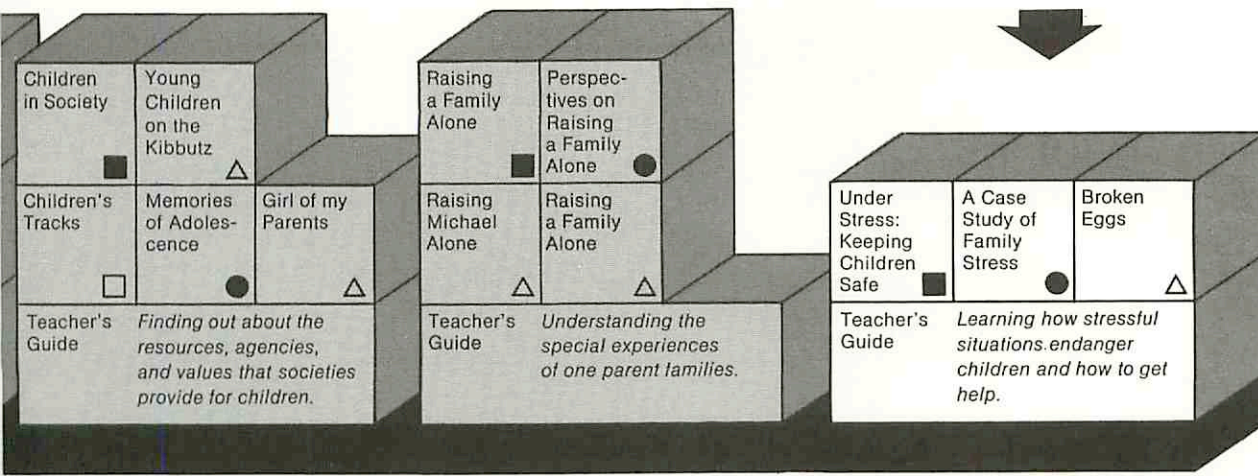 Children
in Society
Young
Children
on the
Kibbutz
Children's
Tracks
Memories
of Adoles-
cence
Girl of my
Parents
Teacher's
Guide
Finding out about the
resources, agencies,
and values that societies
provide for children.
Raising
a Family
Alone
Perspec-
tives on
Raising
a Family
Alone
Raising
Michael
Alone
Raising
a Family
Alone
Teacher's
Guide
Understanding the
special experiences
of one parent families.
Under
Stress:
Keeping
Children
Safe
A Case
Study of
Family
Stress
Broken
Eggs
Teacher's
Guide
Learning how stressful
situations.endanger
children and how to get
help.